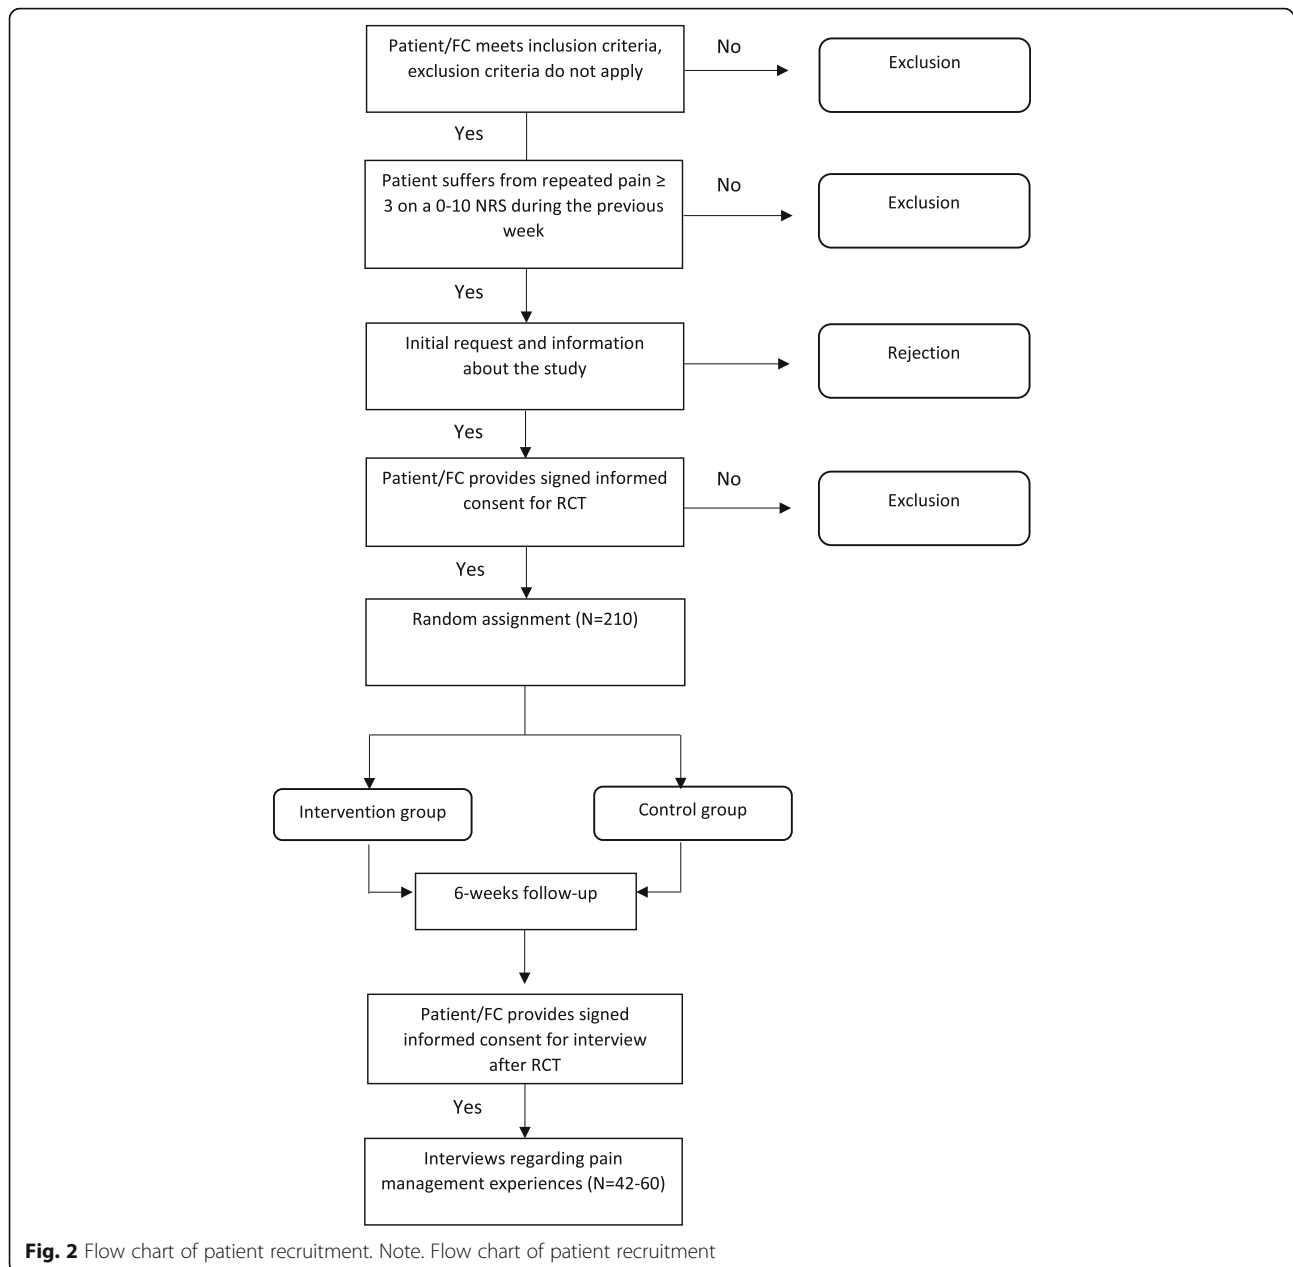 Patient/FC meets inclusion criteria,
exclusion criteria do not apply
No
Exclusion
Yes
Patient suffers from repeated pain ≥
3 on a 0-10 NRS during the previous
week
No
Exclusion
Yes
Initial request and information
about the study
Rejection
Yes
Patient/FC provides signed informed
consent for RCT
No
Exclusion
Yes
Random assignment (N=210)
Intervention group
Control group
6-weeks follow-up
Patient/FC provides signed
informed consent for interview
after RCT
Yes
Interviews regarding pain
management experiences (N=42-60)
Fig. 2 Flow chart of patient recruitment. Note. Flow chart of patient recruitment